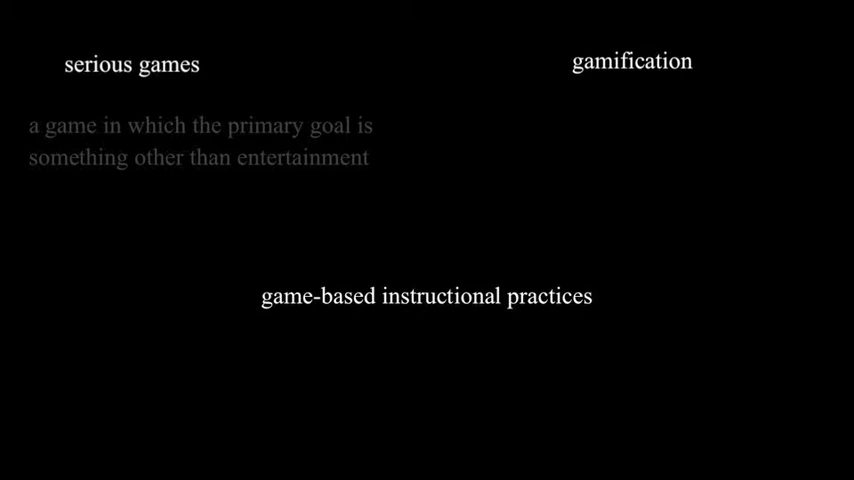 serious games
gamification
a game in which the primary goal is
something other than entertainment
game-based instructional practices